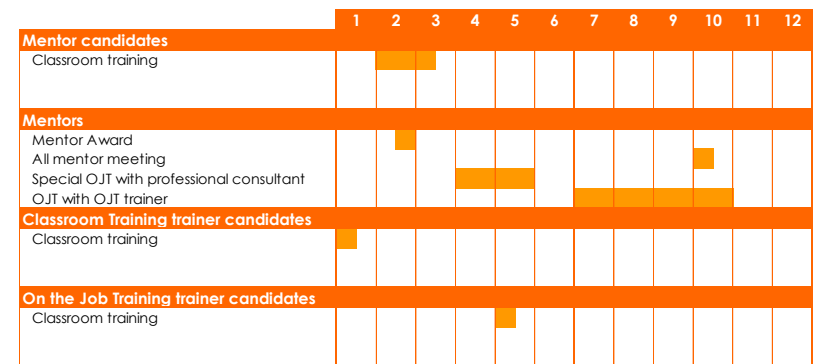 1 2 3 4 5 6 7 8 9 10 11 12
Mentor candidates
Classroom training
Mentors
Mentor Award
All mentor meeting
Special OJT with professional consultant
OJT with OJT trainer
Classroom Training trainer candidates
Classroom training
On the Job Training trainer candidates
Classroom training